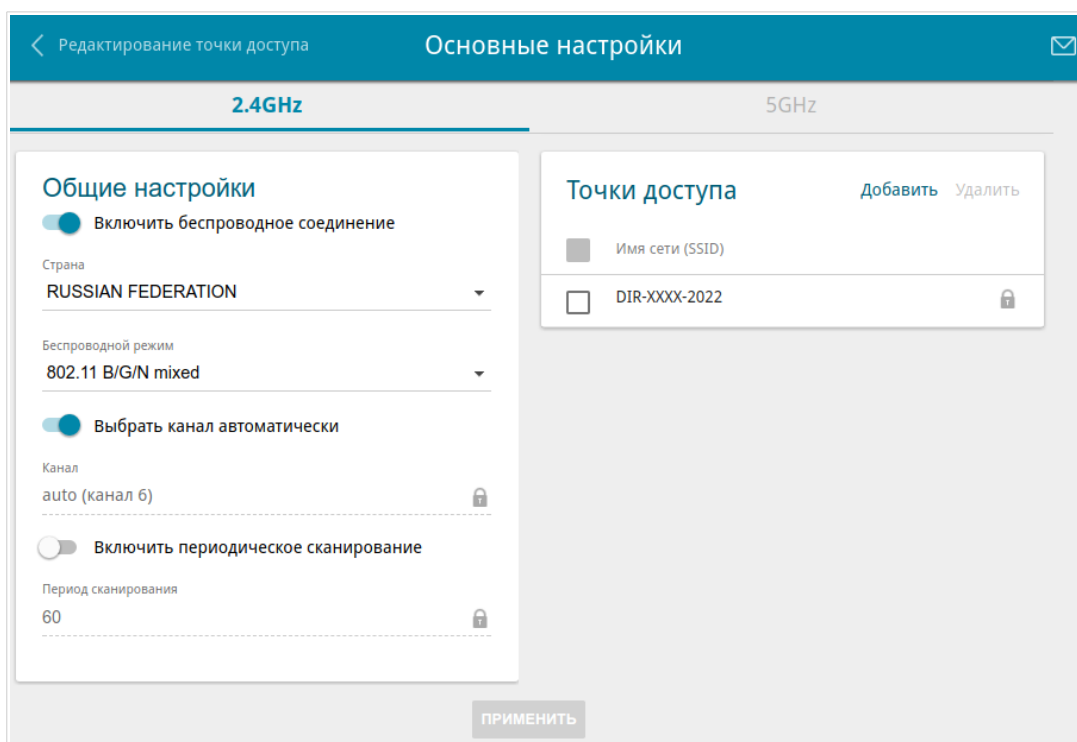 Редактирование точки доступа
Основные настройки
2.4GHz
5GHz
Общие настройки
Включить беспроводное соединение
Страна
RUSSIAN FEDERATION
Беспроводной режим
802.11 B/G/N mixed
Выбрать канал автоматически
Канал
auto (канал 6)
Включить периодическое сканирование
Период сканирования
60
Точки доступа
Добавить
Удалить
Имя сети (SSID)
DIR-XXXX-2022
ПРИМЕНИТЬ